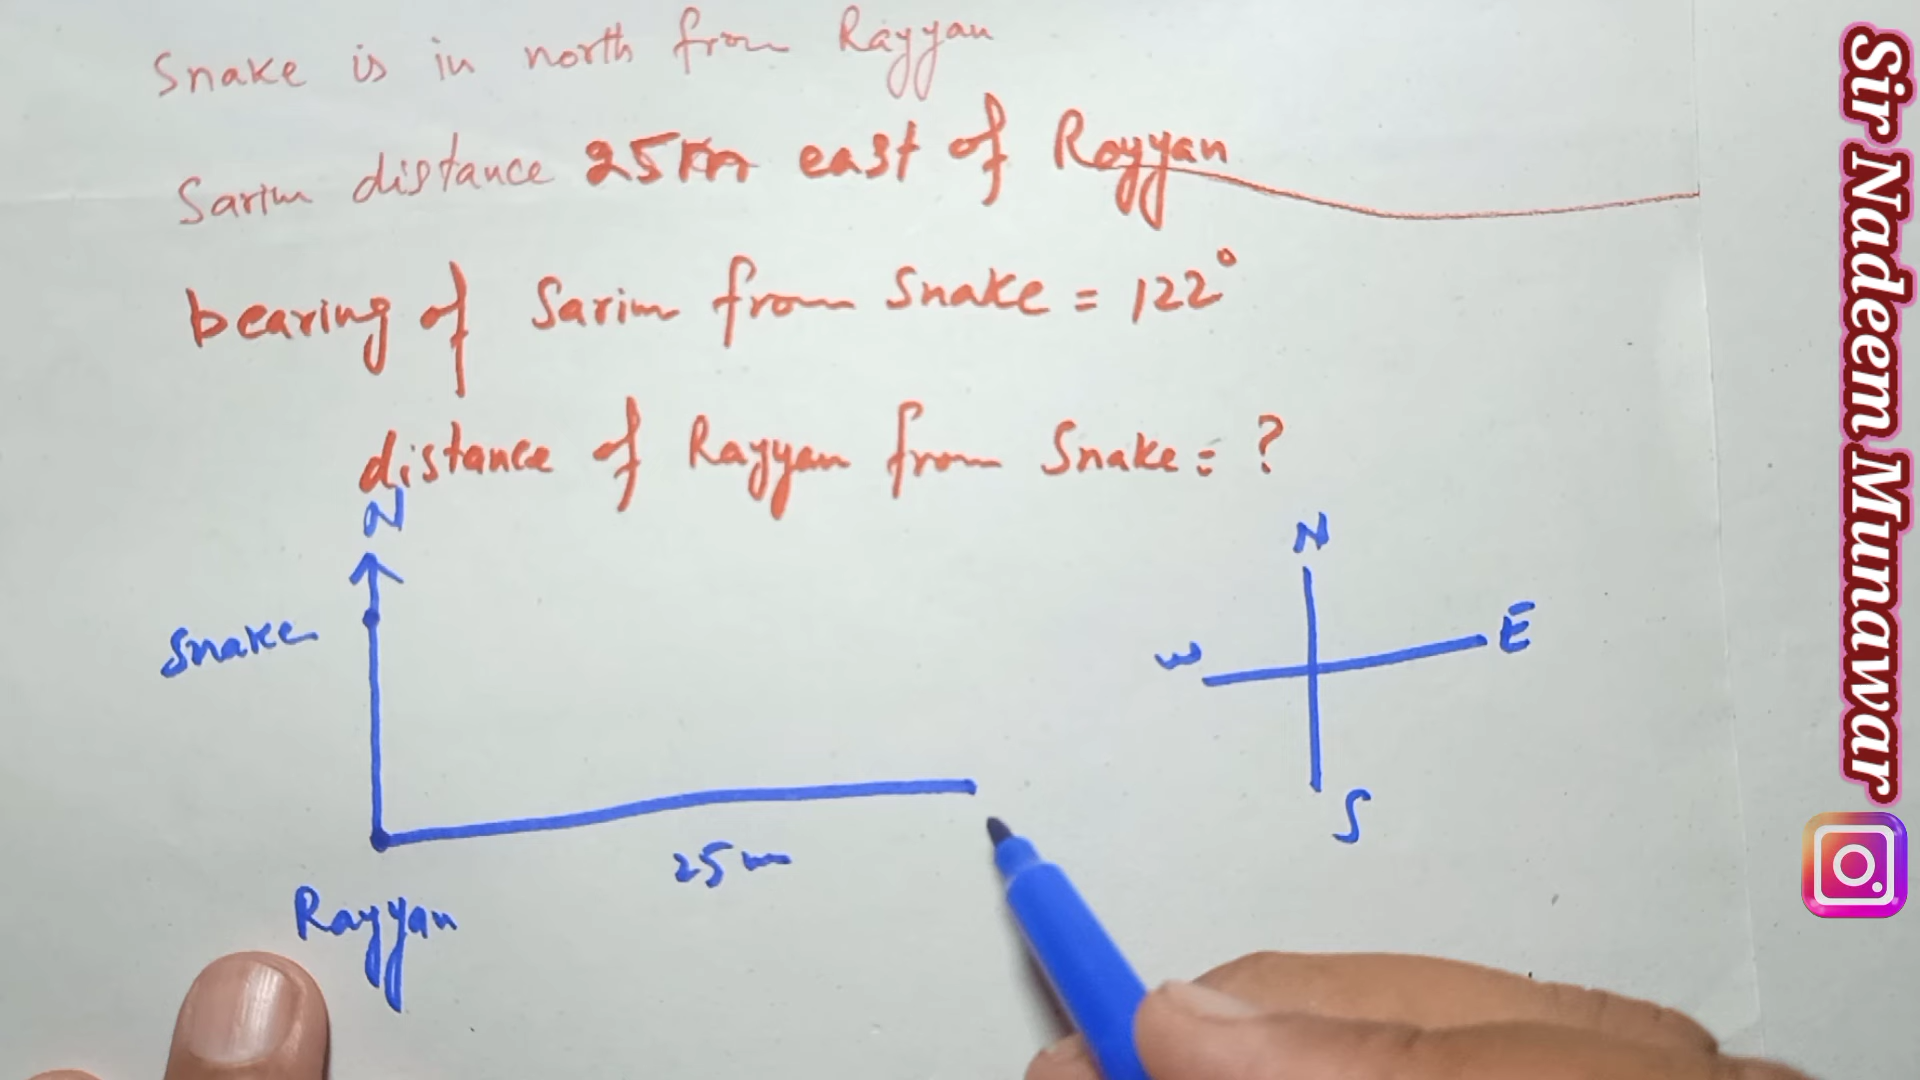 Snake is in north from Rayyan
Sarim distance 25m east of Rayyan
bearing of Sarim from Snake = 122°
distance of Rayyan from Snake = ?
N
Snake
25m
Rayyan
N
W
E
S
Sir Nadeem Munawar